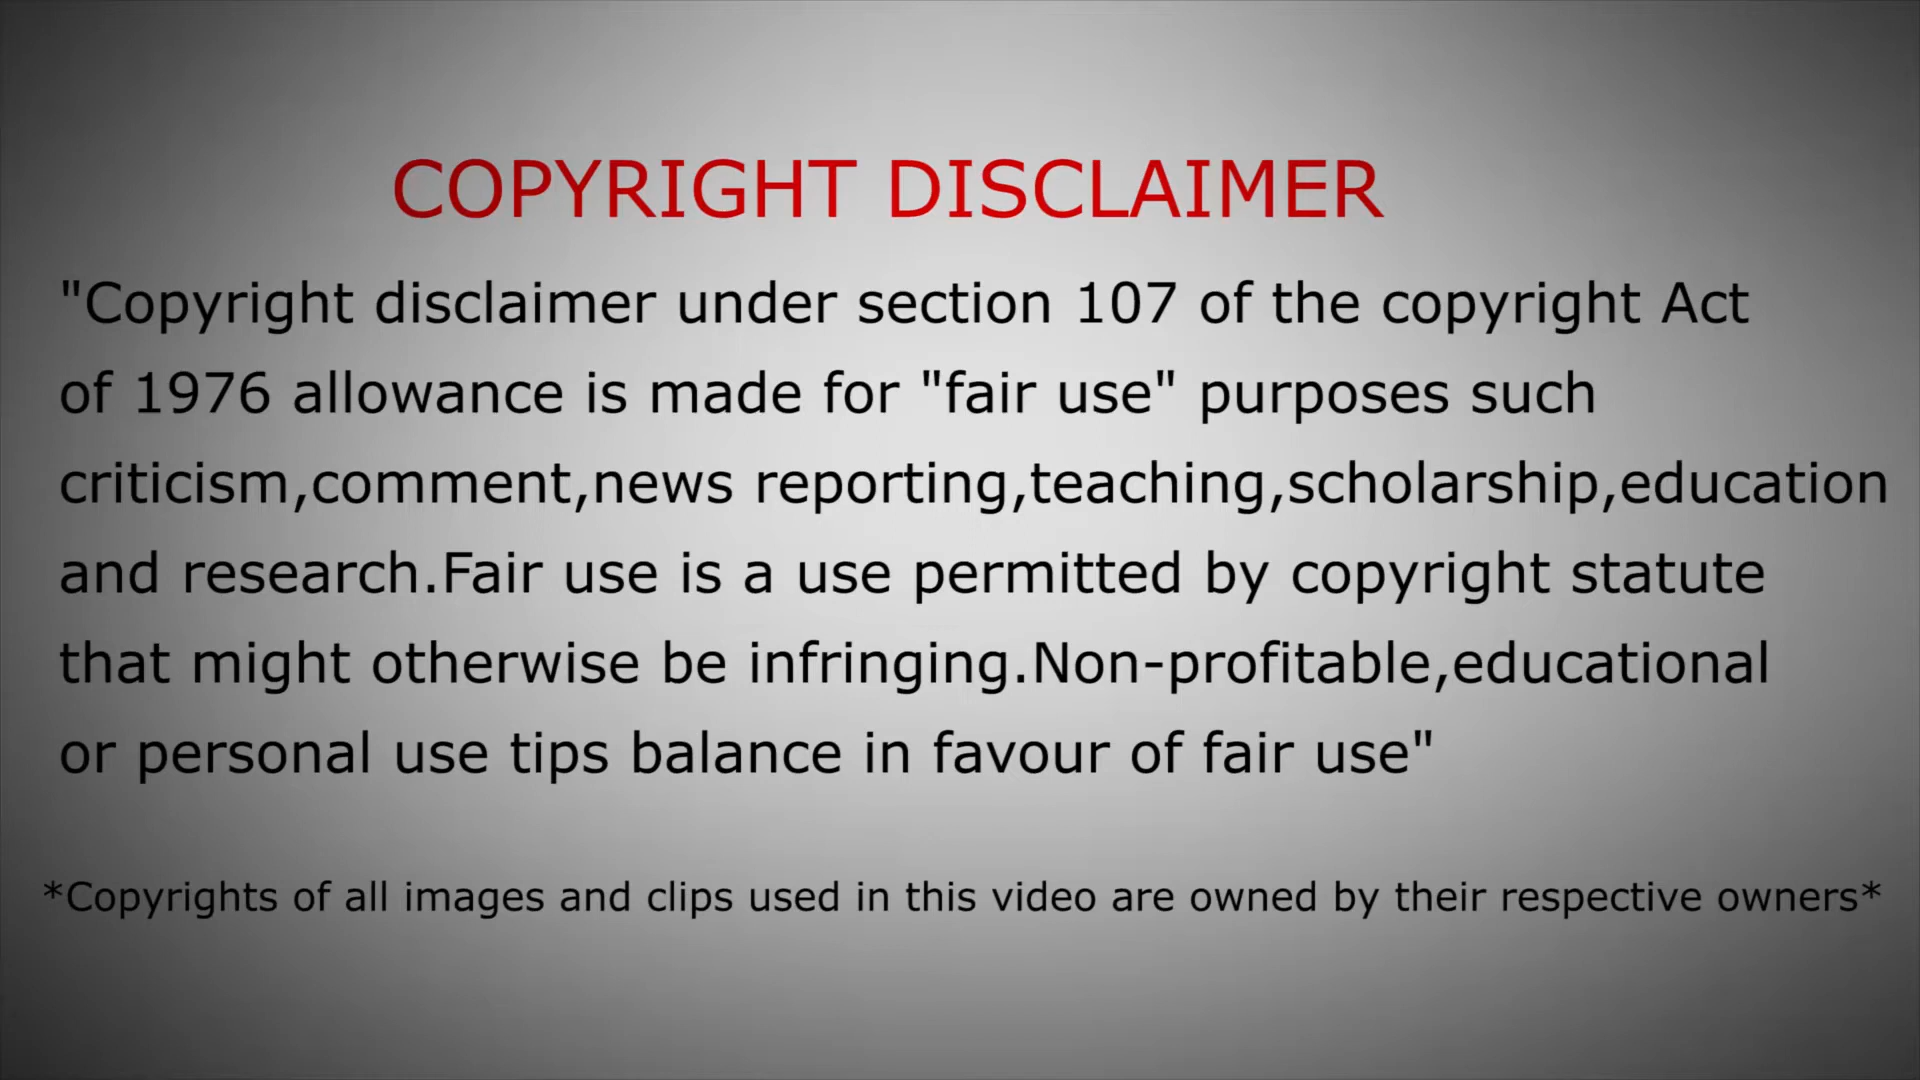 COPYRIGHT DISCLAIMER
"Copyright disclaimer under section 107 of the copyright Act
of 1976 allowance is made for "fair use" purposes such
criticism,comment,news reporting,teaching,scholarship,education
and research.Fair use is a use permitted by copyright statute
that might otherwise be infringing.Non-profitable,educational
or personal use tips balance in favour of fair use"
*Copyrights of all images and clips used in this video are owned by their respective owners*